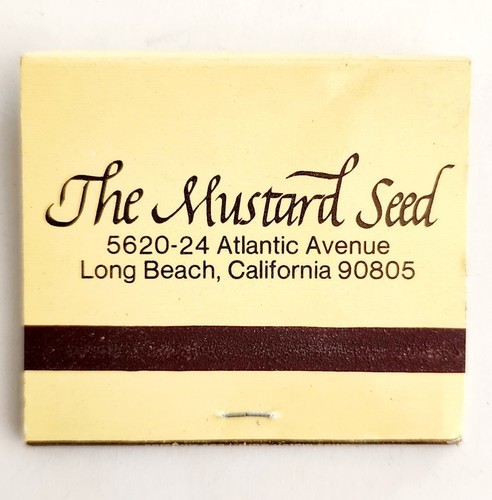 The Mustard Seed
5620-24 Atlantic Avenue
Long Beach, California 90805